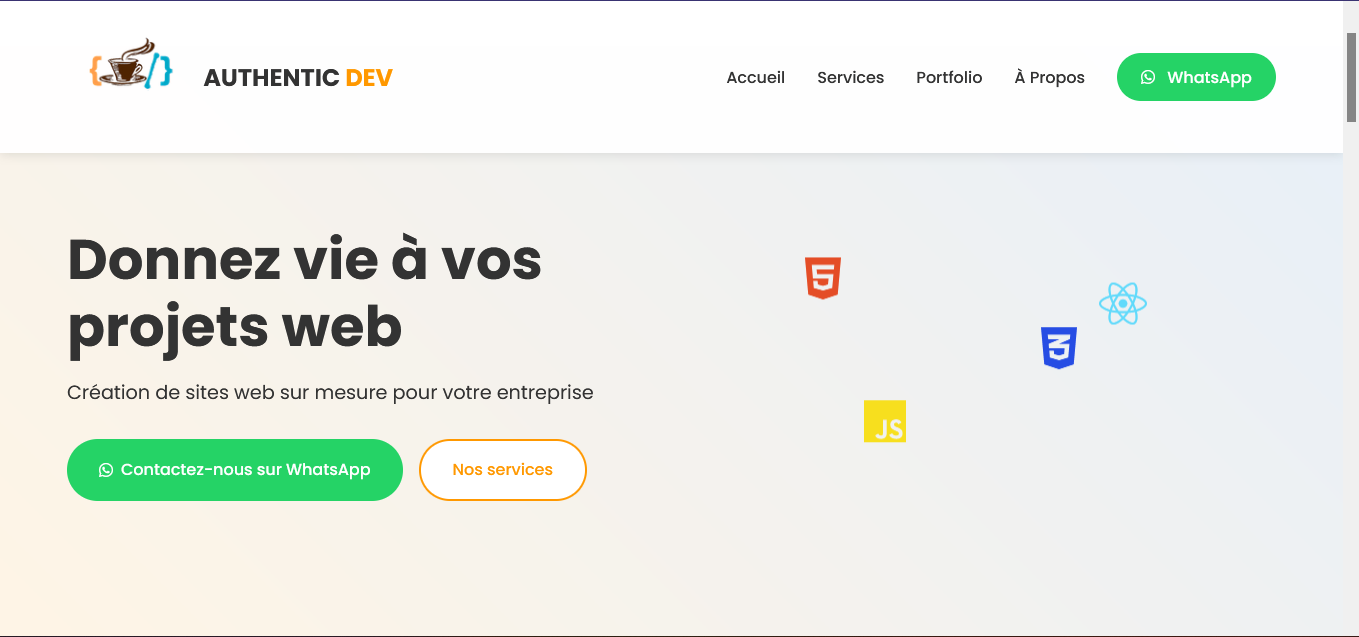 AUTHENTIC DEV
Accueil
Services
Portfolio
À Propos
WhatsApp
Donnez vie à vos
projets web
Création de sites web sur mesure pour votre entreprise
Contactez-nous sur WhatsApp
Nos services
5
3
JS